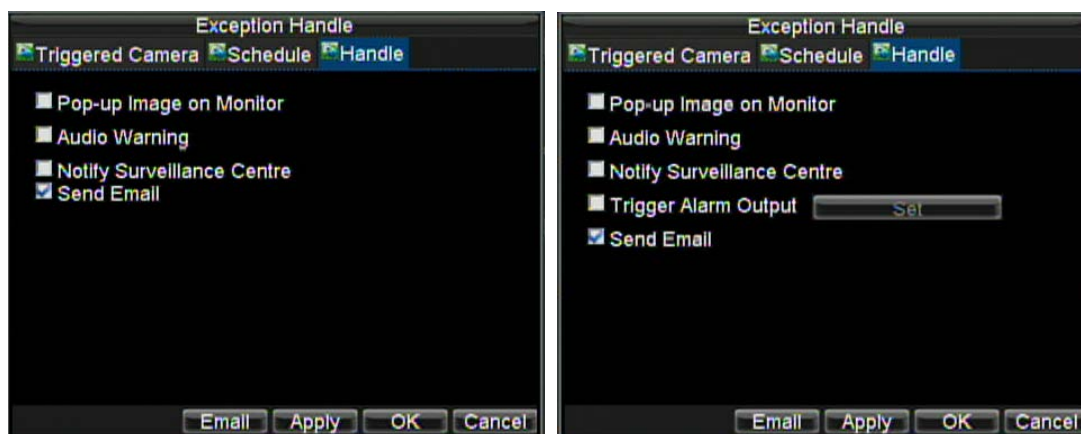 Exception Handle
Triggered Camera Schedule Handle
Pop-up Image on Monitor
Audio Warning
Notify Surveillance Centre
Send Email
Email Apply OK Cancel
Exception Handle
Triggered Camera Schedule Handle
Pop-up Image on Monitor
Audio Warning
Notify Surveillance Centre
Trigger Alarm Output Set
Send Email
Email Apply OK Cancel